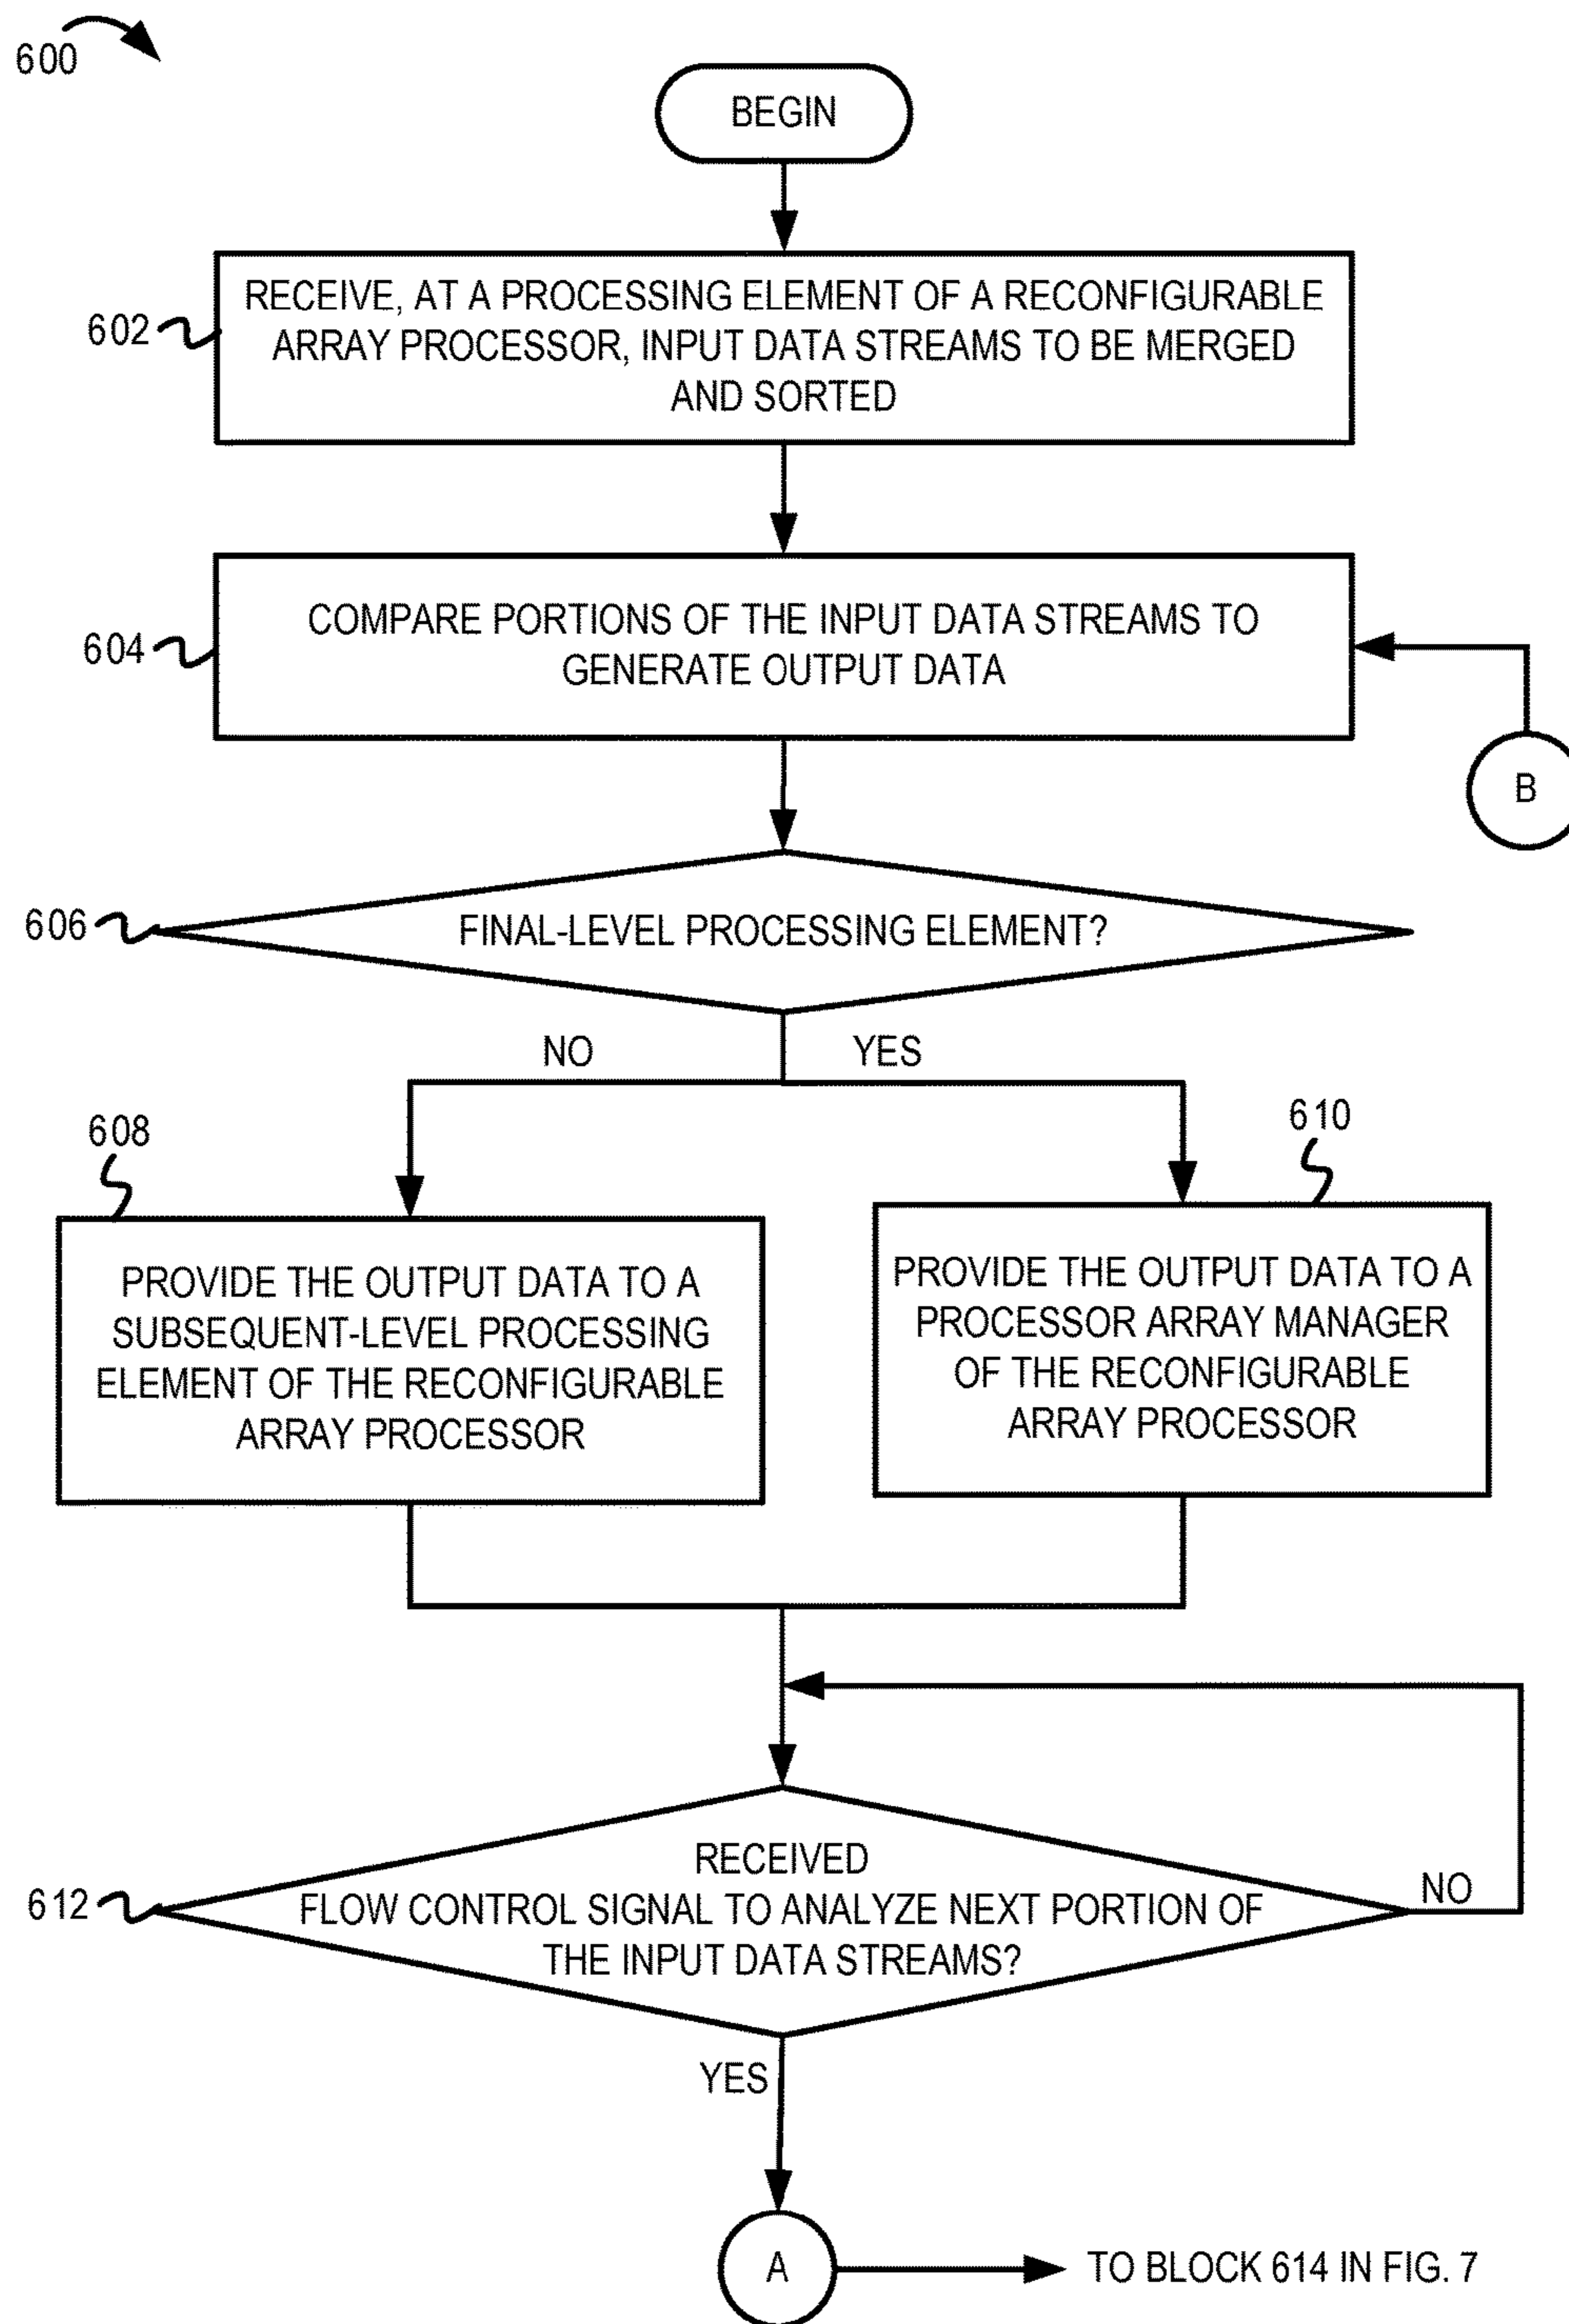 600
BEGIN
602
RECEIVE, AT A PROCESSING ELEMENT OF A RECONFIGURABLE
ARRAY PROCESSOR, INPUT DATA STREAMS TO BE MERGED
AND SORTED
604
COMPARE PORTIONS OF THE INPUT DATA STREAMS TO
GENERATE OUTPUT DATA
B
606
FINAL-LEVEL PROCESSING ELEMENT?
NO
YES
608
PROVIDE THE OUTPUT DATA TO A
SUBSEQUENT-LEVEL PROCESSING
ELEMENT OF THE RECONFIGURABLE
ARRAY PROCESSOR
610
PROVIDE THE OUTPUT DATA TO A
PROCESSOR ARRAY MANAGER
OF THE RECONFIGURABLE
ARRAY PROCESSOR
612
RECEIVED
FLOW CONTROL SIGNAL TO ANALYZE NEXT PORTION OF
THE INPUT DATA STREAMS?
NO
YES
A
TO BLOCK 614 IN FIG. 7